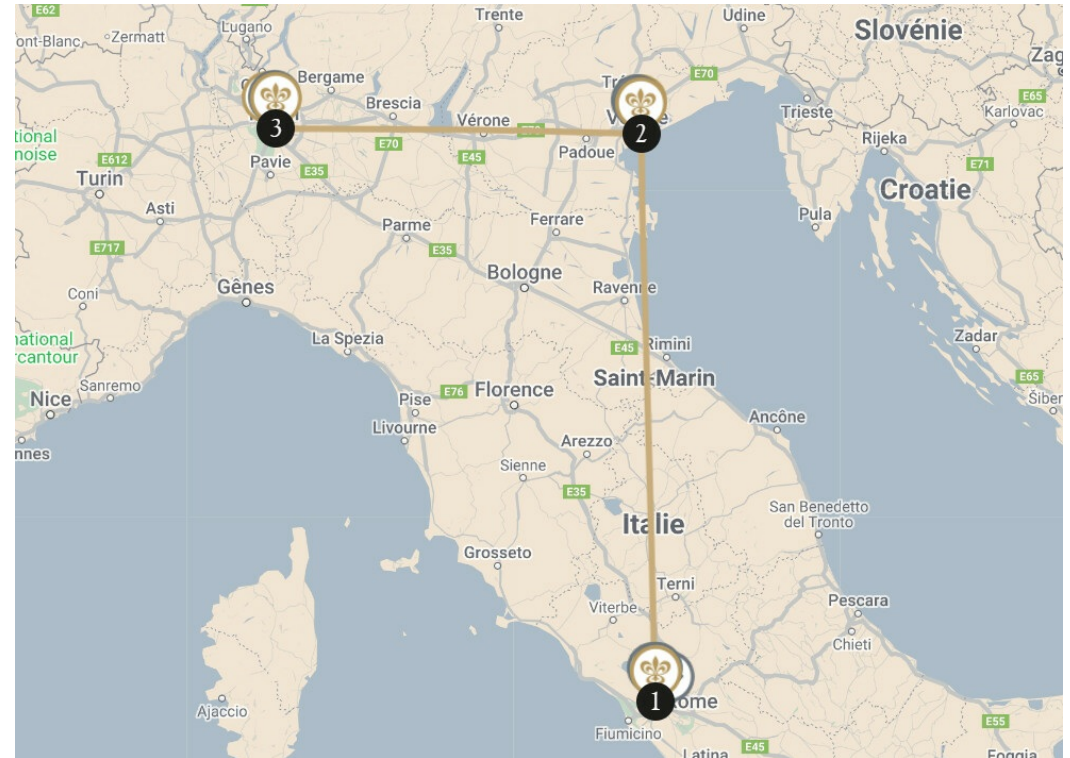 E62
Trente
Udine
Slovénie
ont-Blanc
Zermatt
Lugano
Zag
Bergame
E70
Brescia
Trieste
E65
Karlovac
3
Vérone
2
Rijeka
tional
noise
E612
Pavie
E35
E70
E45
Padoue
E71
Turin
Croatie
Asti
Pula
Ferrare
Parme
E717
E35
Bologne
Gênes
Coni
Ravenne
La Spezia
Zadar
national
rcantour
E45
Rimini
Saint-Marin
E65
Sanremo
Nice
Pise
E76
Florence
Šiber
Livourne
Ancône
nnes
Arezzo
Sienne
E35
San Benedetto
del Tronto
Italie
Grosseto
Terni
Viterbe
Pescara
Chieti
1
ome
Ajaccio
Fiumicino
E55
Latina
E45
Foggia